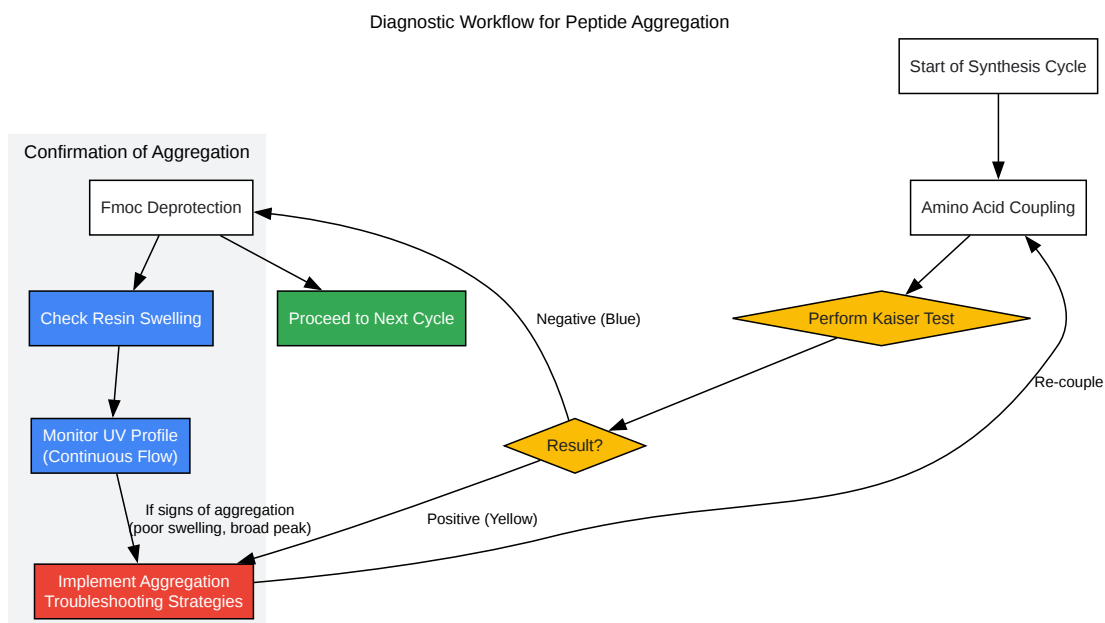 Diagnostic Workflow for Peptide Aggregation
Start of Synthesis Cycle
Confirmation of Aggregation
Fmoc Deprotection
Amino Acid Coupling
Check Resin Swelling
Proceed to Next Cycle
Negative (Blue)
Perform Kaiser Test
Re-couple
Monitor UV Profile
(Continuous Flow)
Result?
If signs of aggregation
(poor swelling, broad peak)
Positive (Yellow)
Implement Aggregation
Troubleshooting Strategies